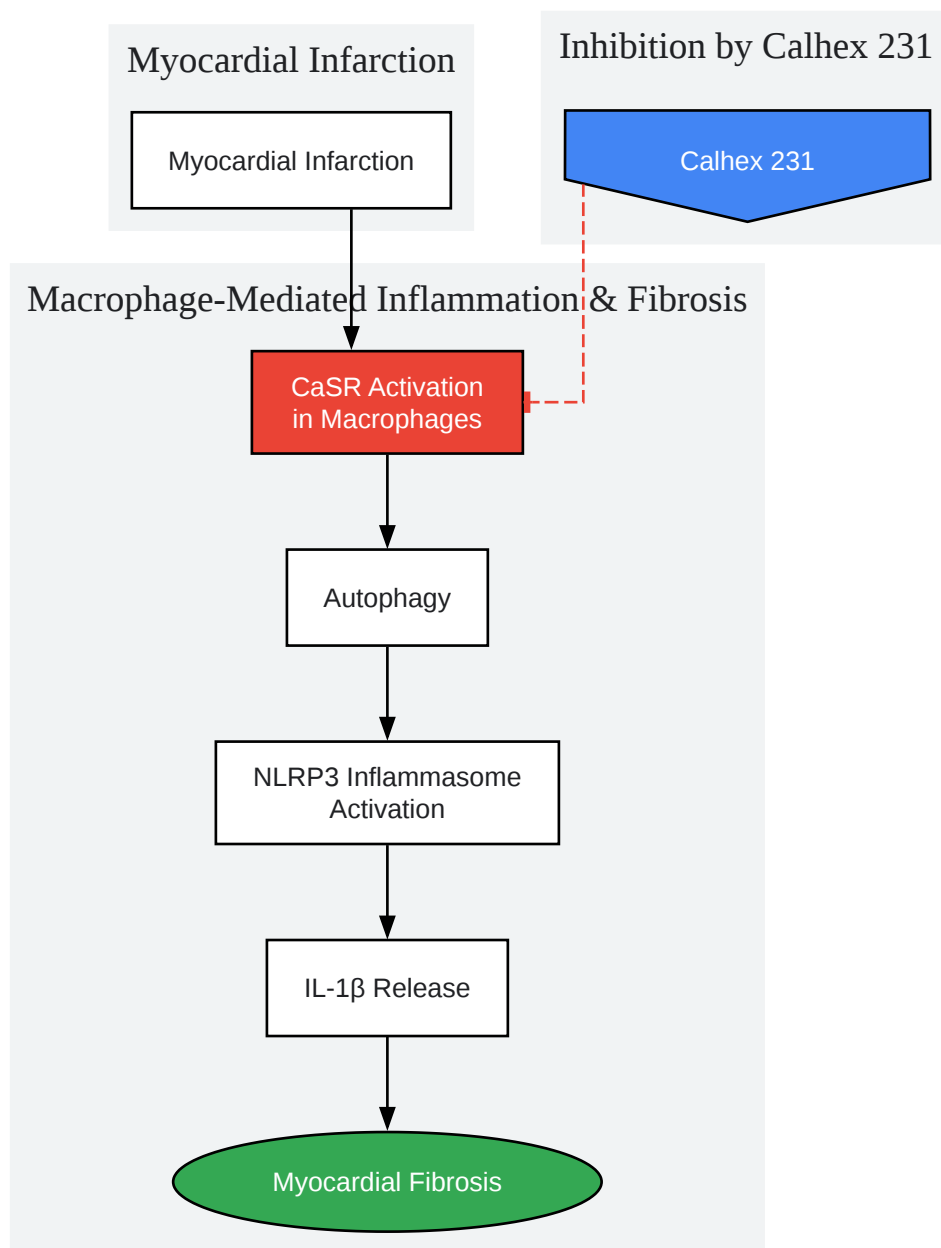 Myocardial Infarction
Inhibition by Calhex 231
Myocardial Infarction
Calhex 231
Macrophage-Mediated Inflammation & Fibrosis
CaSR Activation
in Macrophages
Autophagy
NLRP3 Inflammasome
Activation
IL-1β Release
Myocardial Fibrosis